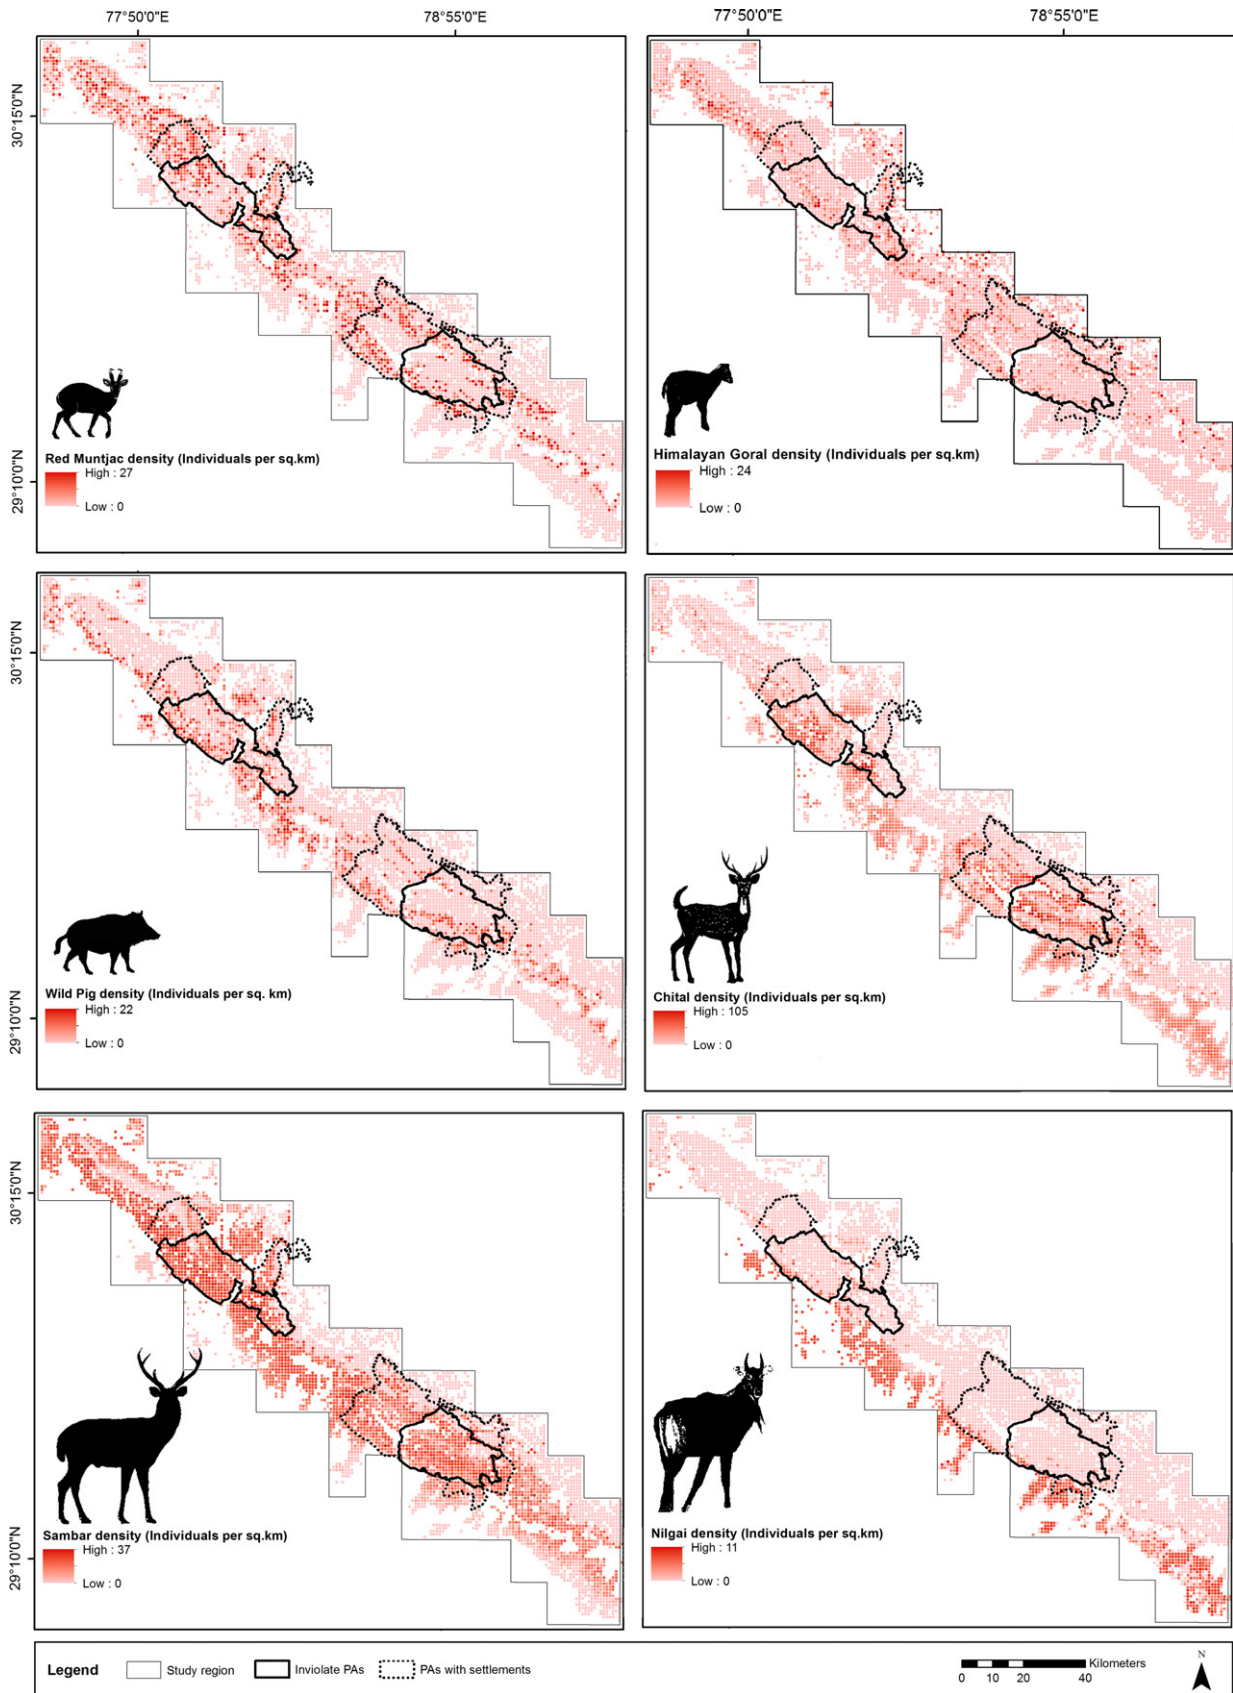 77°50'0"E 78°55'0"E 77°50'0"E 78°55'0"E
30°15'0"N
29°10'0"N
Red Muntjac density (Individuals per sq.km)
High : 27
Low : 0
Himalayan Goral density (Individuals per sq.km)
High : 24
Low : 0
30°15'0"N
29°10'0"N
Wild Pig density (Individuals per sq. km)
High : 22
Low : 0
Chital density (Individuals per sq.km)
High : 105
Low : 0
30°15'0"N
29°10'0"N
Sambar density (Individuals per sq.km)
High : 37
Low : 0
Nilgai density (Individuals per sq.km)
High : 11
Low : 0
Legend Study region Inviolate PAs PAs with settlements
Kilometers
0 10 20 40
N